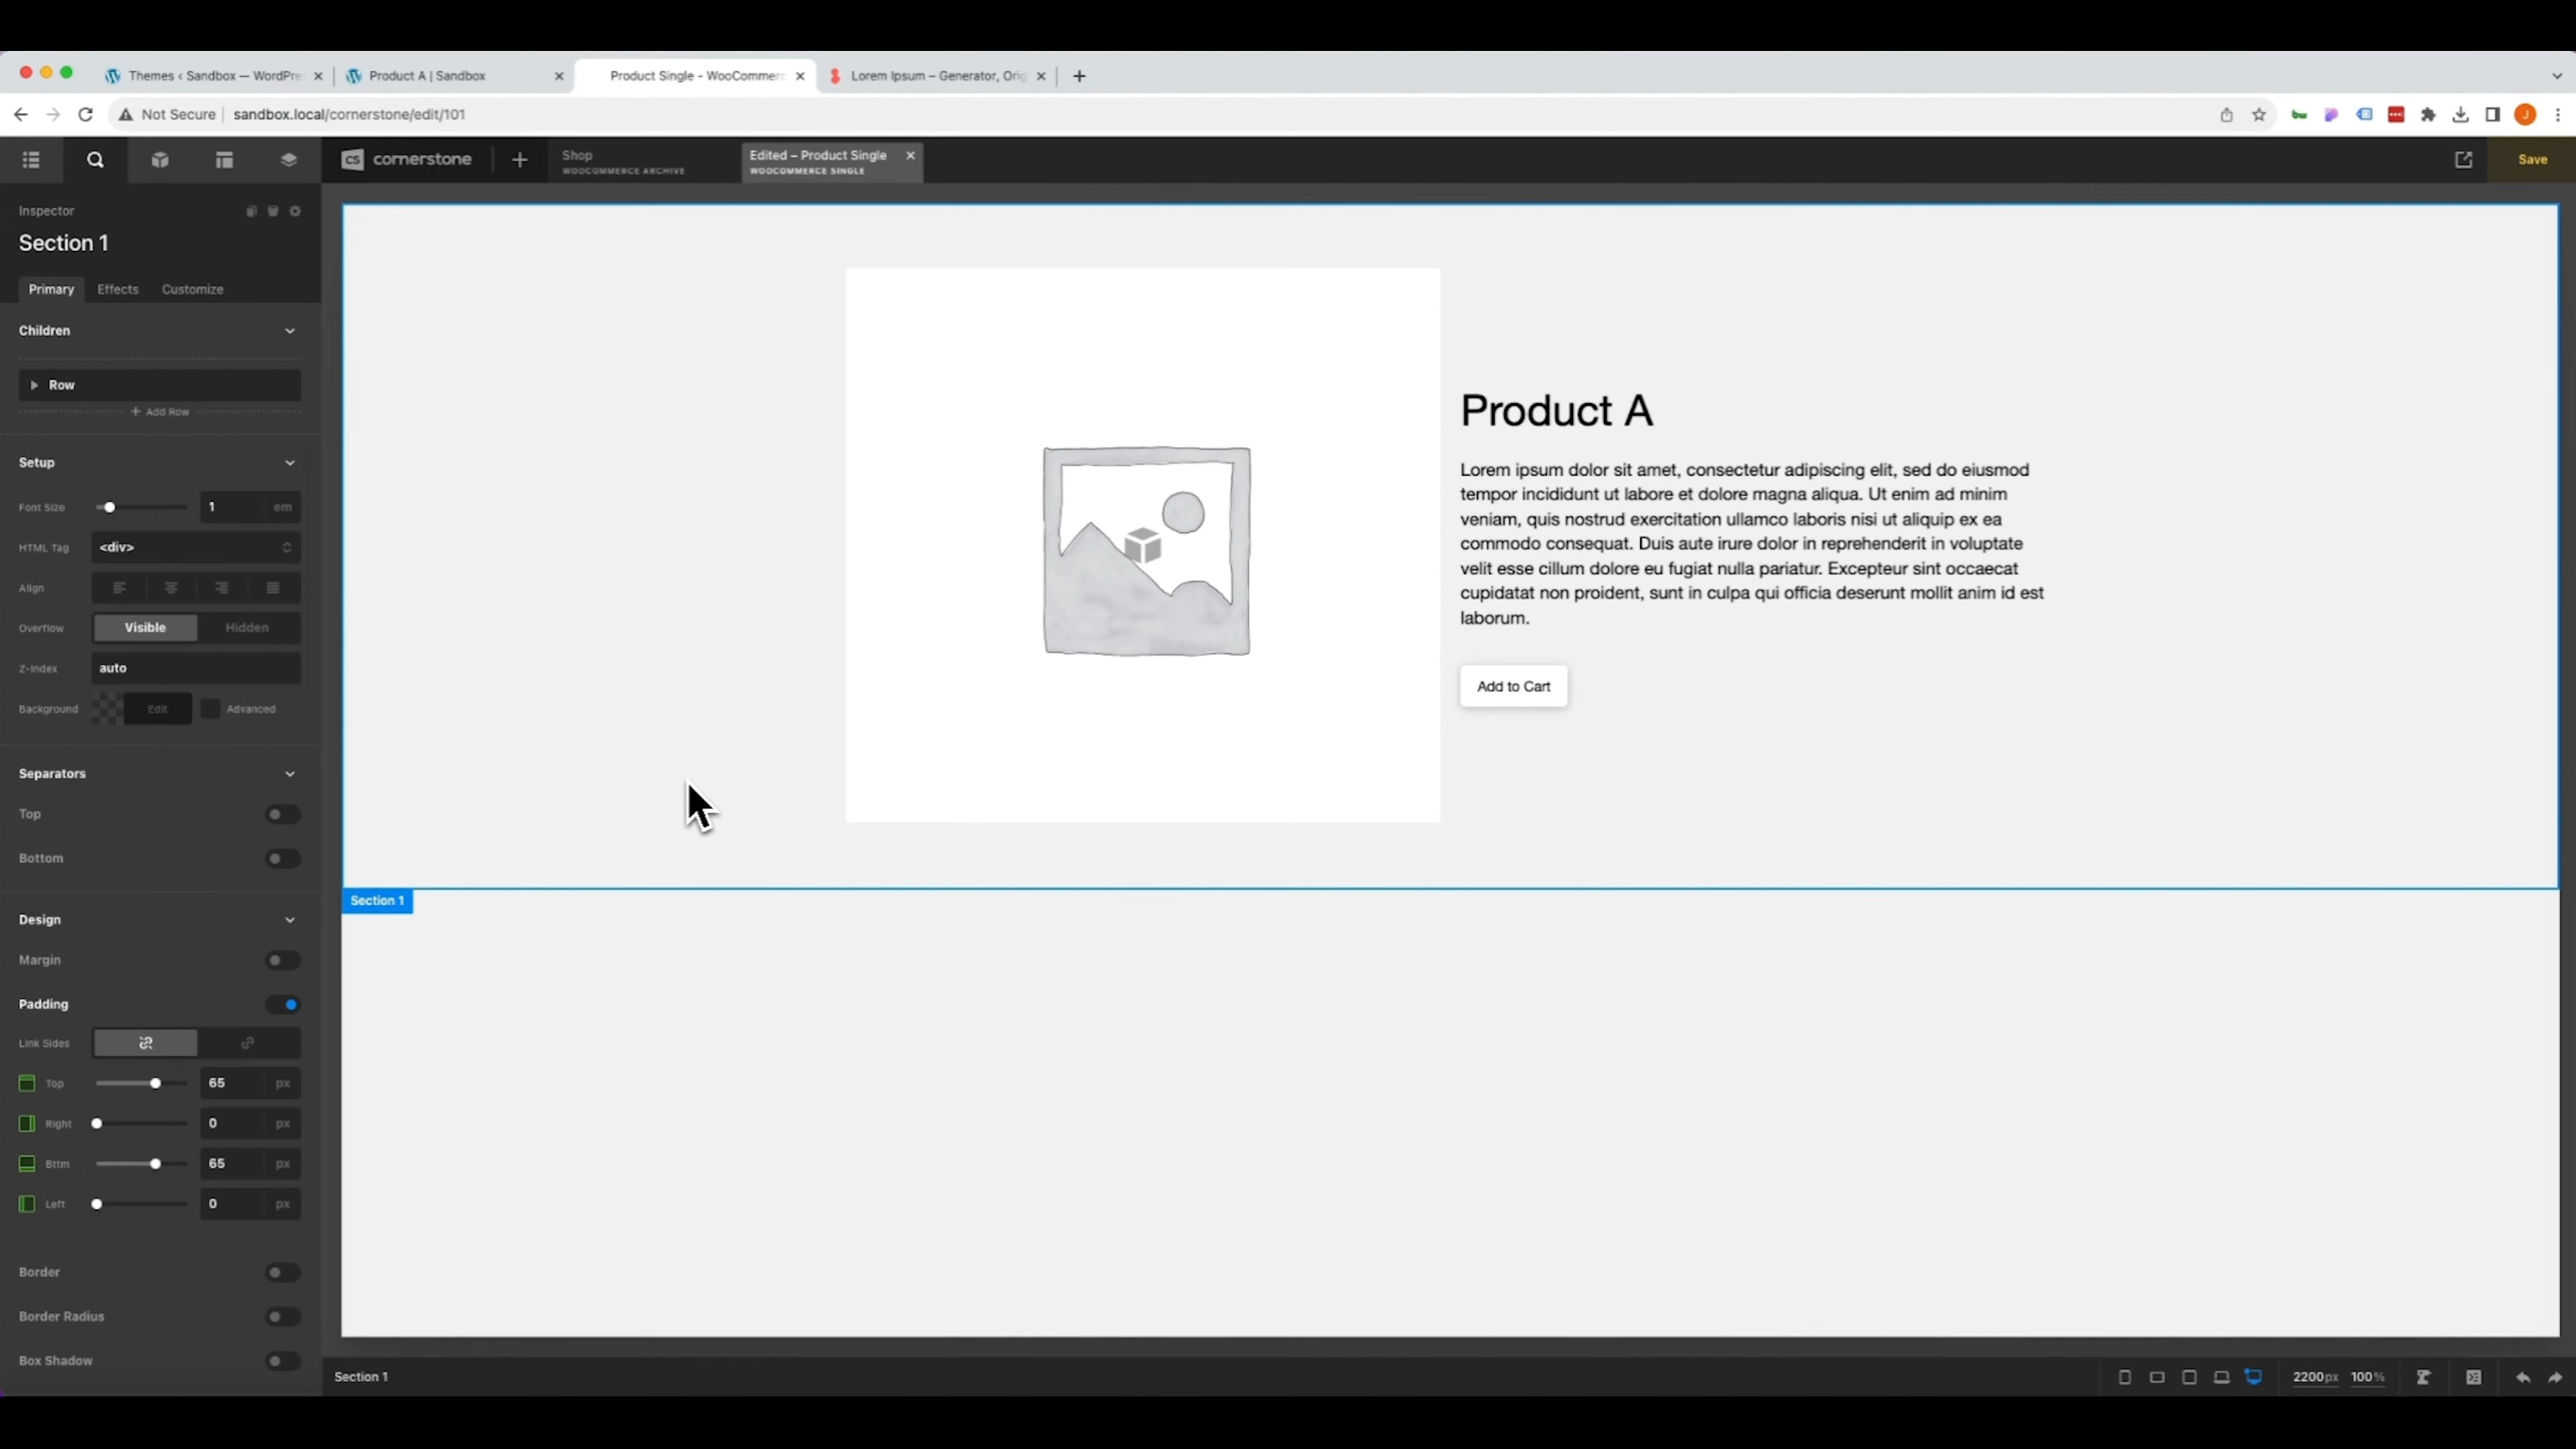 Themes ‹ Sandbox — WordPre
Product A | Sandbox
Product Single - WooCommerc
Lorem Ipsum – Generator, Orig
Not Secure
sandbox.local/cornerstone/edit/101
J
cs cornerstone
Shop
WOOCOMMERCE ARCHIVE
Edited – Product Single
WOOCOMMERCE SINGLE
Save
Inspector
Section 1
Primary
Effects
Customize
Children
Row
+ Add Row
Setup
Font Size
1
em
HTML Tag
<div>
Align
Overflow
Visible
Hidden
Z-Index
auto
Background
Edit
Advanced
Separators
Top
Bottom
Design
Margin
Padding
Link Sides
Top
65
px
Right
0
px
Bttm
65
px
Left
0
px
Border
Border Radius
Box Shadow
Product A
Lorem ipsum dolor sit amet, consectetur adipiscing elit, sed do eiusmod
tempor incididunt ut labore et dolore magna aliqua. Ut enim ad minim
veniam, quis nostrud exercitation ullamco laboris nisi ut aliquip ex ea
commodo consequat. Duis aute irure dolor in reprehenderit in voluptate
velit esse cillum dolore eu fugiat nulla pariatur. Excepteur sint occaecat
cupidatat non proident, sunt in culpa qui officia deserunt mollit anim id est
laborum.
Add to Cart
Section 1
Section 1
2200px
100%